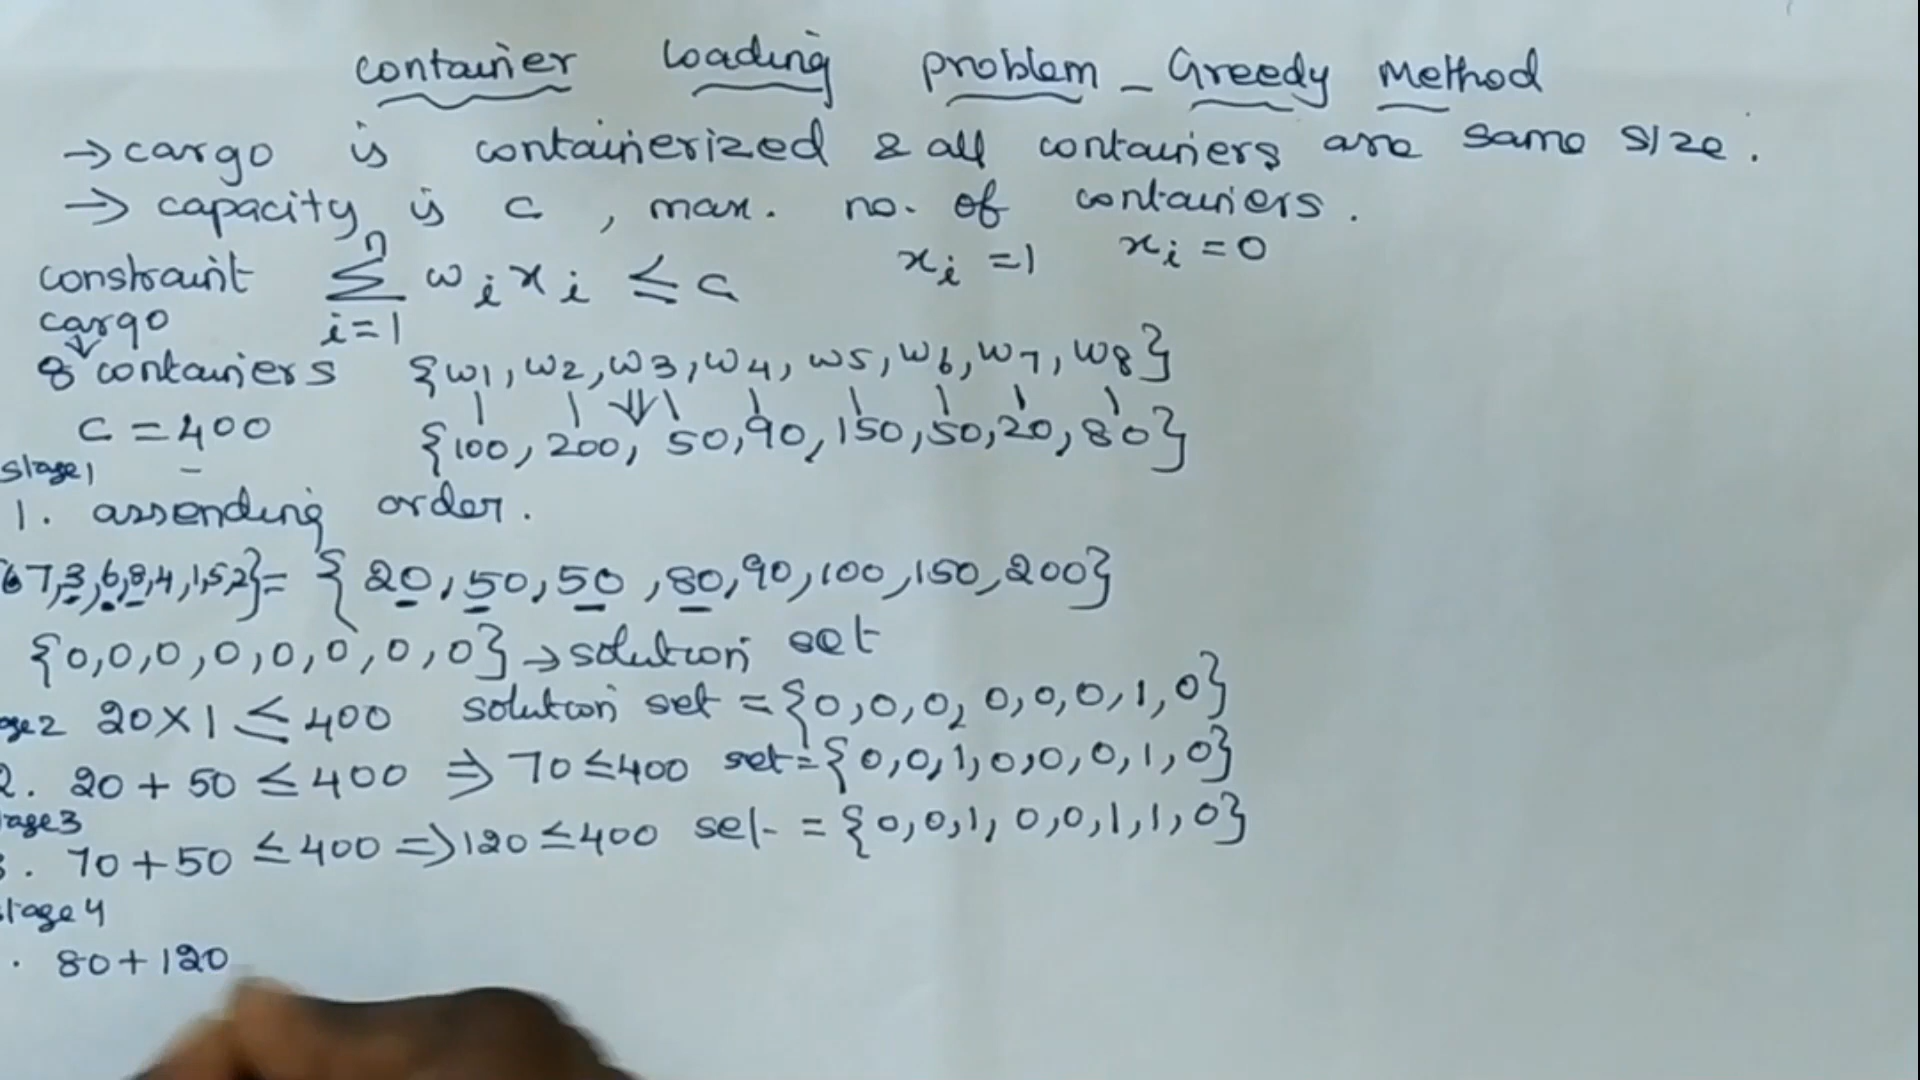 container loading problem - Greedy Method
→ cargo is containerized & all containers are same size.
→ capacity is c, max. no. of containers.
constraint n Σ i=1 wixi ≤ c xi = 1 xi = 0
cargo
8 containers {w1, w2, w3, w4, w5, w6, w7, w8}
c = 400 {100, 200, 50, 90, 150, 50, 20, 80}
stage1
1. assending order.
7,3,6,8,4,1,5,2} = {20, 50, 50, 80, 90, 100, 150, 200}
{0,0,0,0,0,0,0,0} → solution set
age2 20 X 1 ≤ 400 solution set = {0,0,0,0,0,0,1,0}
2. 20 + 50 ≤ 400 ⇒ 70 ≤ 400 set = {0,0,1,0,0,0,1,0}
age3
3. 70 + 50 ≤ 400 ⇒ 120 ≤ 400 set = {0,0,1,0,0,1,1,0}
stage 4
. 80 + 120